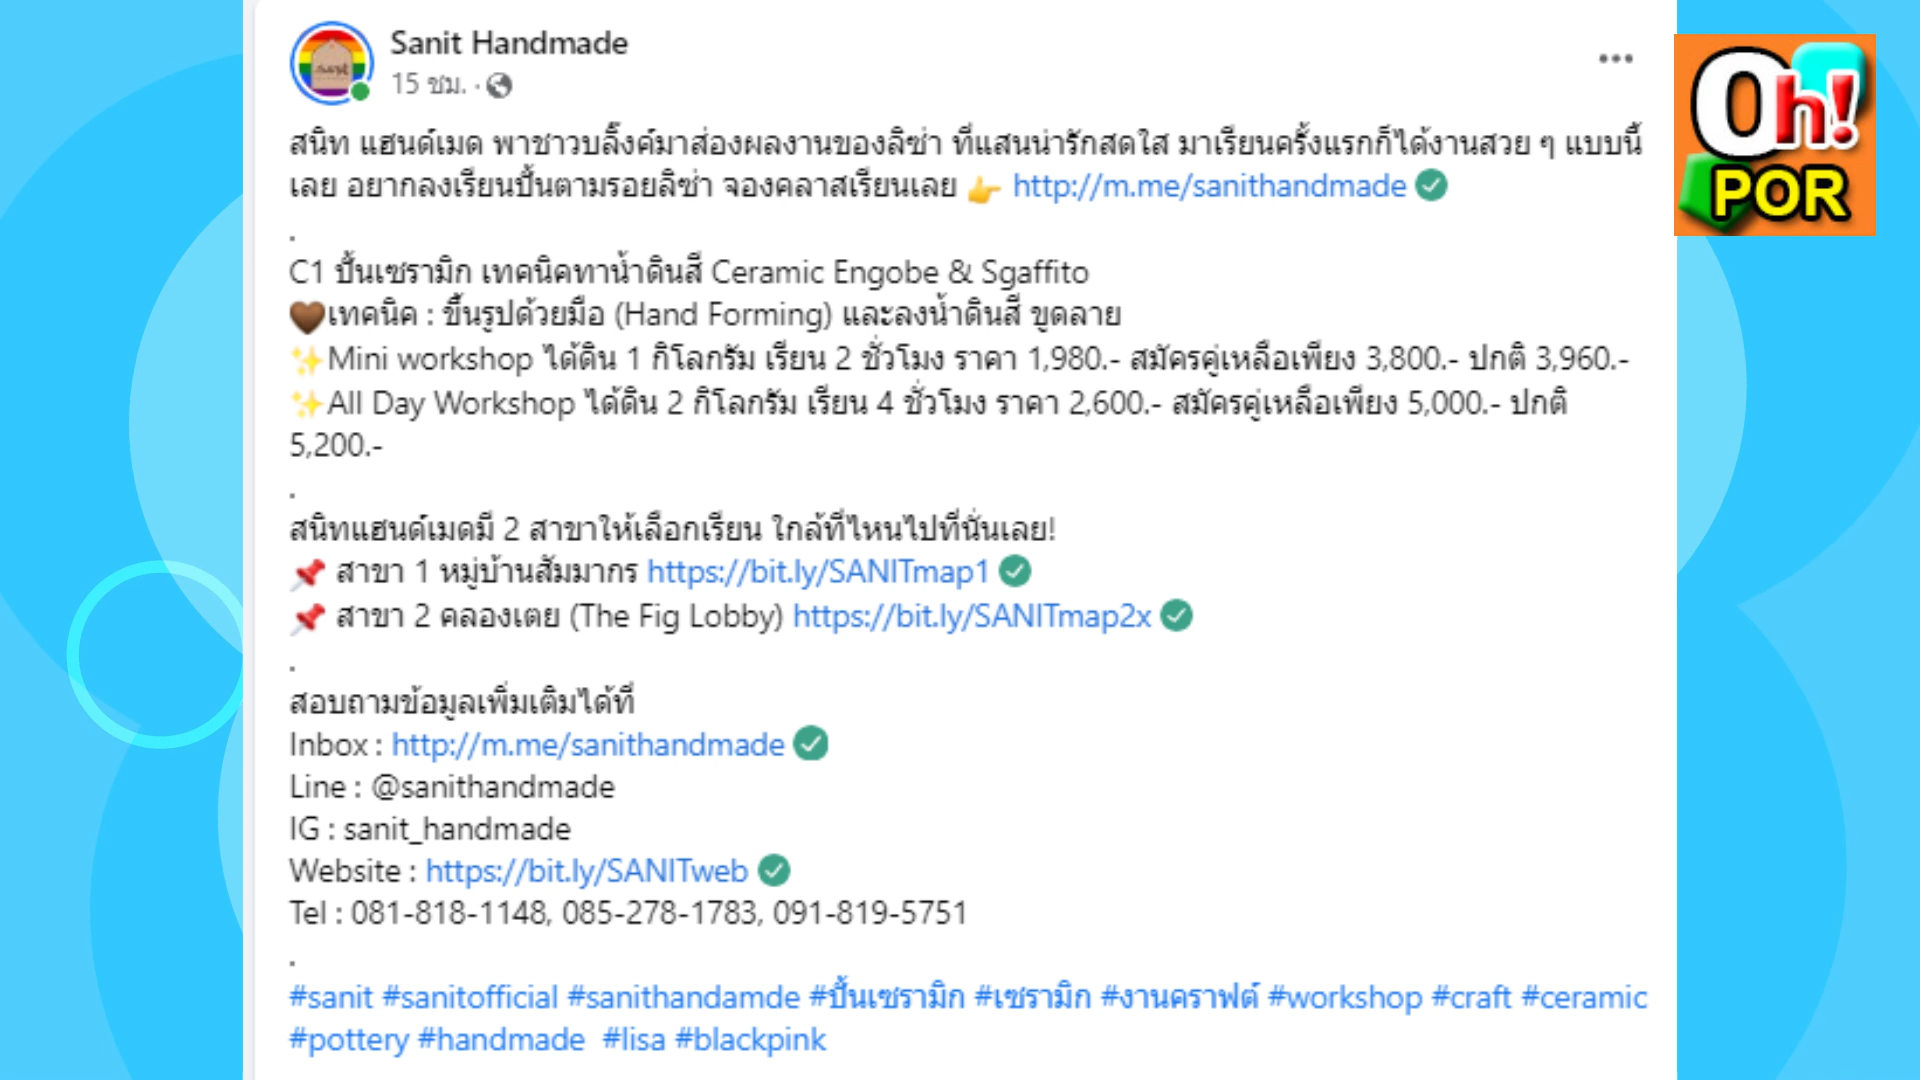 Sanit Handmade
15 ชม. ·
สนิท แฮนด์เมด พาชาวบลิ๊งค์มาส่องผลงานของลิซ่า ที่แสนน่ารักสดใส มาเรียนครั้งแรกก็ได้งานสวย ๆ แบบนี้
เลย อยากลงเรียนปั้นตามรอยลิซ่า จองคลาสเรียนเลย 👉 http://m.me/sanithandmade
.
C1 ปั้นเซรามิก เทคนิคทาน้ำดินสี Ceramic Engobe & Sgaffito
🤎เทคนิค : ขึ้นรูปด้วยมือ (Hand Forming) และลงน้ำดินสี ขูดลาย
✨Mini workshop ได้ดิน 1 กิโลกรัม เรียน 2 ชั่วโมง ราคา 1,980.- สมัครคู่เหลือเพียง 3,800.- ปกติ 3,960.-
✨All Day Workshop ได้ดิน 2 กิโลกรัม เรียน 4 ชั่วโมง ราคา 2,600.- สมัครคู่เหลือเพียง 5,000.- ปกติ
5,200.-
.
สนิทแฮนด์เมดมี 2 สาขาให้เลือกเรียน ใกล้ที่ไหนไปที่นั่นเลย!
📌 สาขา 1 หมู่บ้านสัมมากร https://bit.ly/SANITmap1
📌 สาขา 2 คลองเตย (The Fig Lobby) https://bit.ly/SANITmap2x
.
สอบถามข้อมูลเพิ่มเติมได้ที่
Inbox : http://m.me/sanithandmade
Line : @sanithandmade
IG : sanit_handmade
Website : https://bit.ly/SANITweb
Tel : 081-818-1148, 085-278-1783, 091-819-5751
.
#sanit #sanitofficial #sanithandamde #ปั้นเซรามิก #เซรามิก #งานคราฟต์ #workshop #craft #ceramic
#pottery #handmade #lisa #blackpink
Oh!
POR